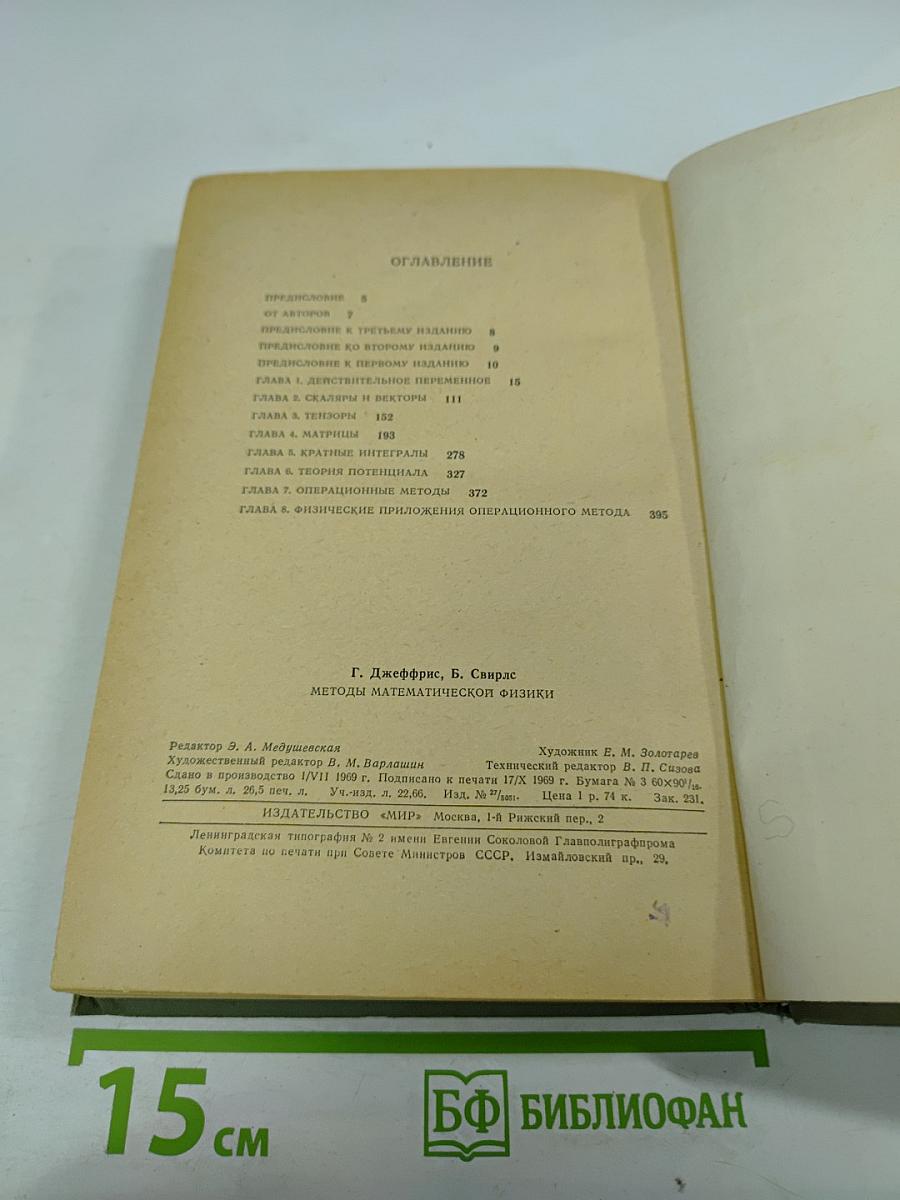 ОГЛАВЛЕНИЕ
ПРЕДИСЛОВИЕ 5
ОТ АВТОРОВ 7
ПРЕДИСЛОВИЕ К ТРЕТЬЕМУ ИЗДАНИЮ 8
ПРЕДИСЛОВИЕ КО ВТОРОМУ ИЗДАНИЮ 9
ПРЕДИСЛОВИЕ К ПЕРВОМУ ИЗДАНИЮ 10
ГЛАВА 1. ДЕЙСТВИТЕЛЬНОЕ ПЕРЕМЕННОЕ 15
ГЛАВА 2. СКАЛЯРЫ И ВЕКТОРЫ 111
ГЛАВА 3. ТЕНЗОРЫ 152
ГЛАВА 4. МАТРИЦЫ 193
ГЛАВА 5. КРАТНЫЕ ИНТЕГРАЛЫ 278
ГЛАВА 6. ТЕОРИЯ ПОТЕНЦИАЛА 327
ГЛАВА 7. ОПЕРАЦИОННЫЕ МЕТОДЫ 372
ГЛАВА 8. ФИЗИЧЕСКИЕ ПРИЛОЖЕНИЯ ОПЕРАЦИОННОГО МЕТОДА 395
Г. Джеффрис, Б. Свирлс
МЕТОДЫ МАТЕМАТИЧЕСКОЙ ФИЗИКИ
Редактор Э. А. Медушевская Художник Е. М. Золотарев
Художественный редактор В. М. Варлашин Технический редактор В. П. Сизова
Сдано в производство 1/VII 1969 г. Подписано к печати 17/X 1969 г. Бумага № 3 60×90¹/₁₆.
13,25 бум. л. 26,5 печ. л. Уч.-изд. л. 22,66. Изд. № ²⁷/₅₀₅₁. Цена 1 р. 74 к. Зак. 231.
ИЗДАТЕЛЬСТВО «МИР» Москва, 1-й Рижский пер., 2
Ленинградская типография № 2 имени Евгении Соколовой Главполиграфпрома
Комитета по печати при Совете Министров СССР. Измайловский пр., 29.
15 см БФ БИБЛИОФАН